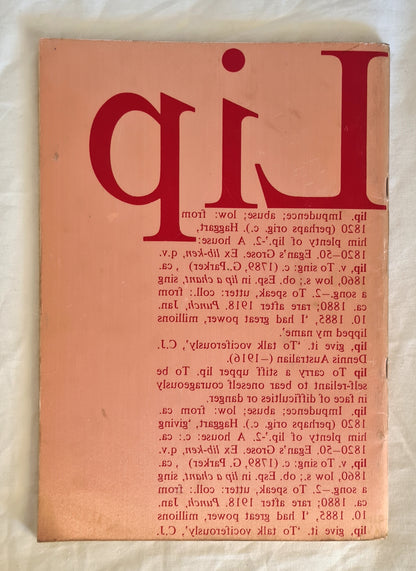 Lip
lip. Impudence; abuse; low: from
1820 (perhaps orig. c.). Haggart,
him plenty of lip.'-2. A house:
1820–50. Egan's Grose. Ex lib-ken, q.v.
lip, v. To sing: c. (1789, G..Parker) , ca.
1860, low s.; ob. Esp. in lip a chant, sing
a song.–2. To speak, utter: coll.: from
ca. 1880; rare after 1918. Punch, Jan.
10. 1885, 'I had great power, millions
lipped my name'.
lip, give it. 'To talk vociferously', C.J.
Dennis Australian (–1916).
lip To carry a stiff upper lip. To be
self-reliant to bear oneself courageously
in face of difficulties or danger.
lip. Impudence; abuse; low: from ca.
1820 (perhaps orig. c.). Haggart, 'giving
him plenty of lip.'-2. A house: c.: ca.
1820–50. Egan's Grose. Ex lib-ken, q.v.
lip, v. To sing: c. (1789, G. Parker) , ca.
1860, low s.; ob. Esp. in lip a chant, sing
a song.–2. To speak, utter: coll.: from
ca. 1880; rare after 1918. Punch, Jan.
10. 1885, 'I had great power, millions
lip, give it. 'To talk vociferously', C.J.